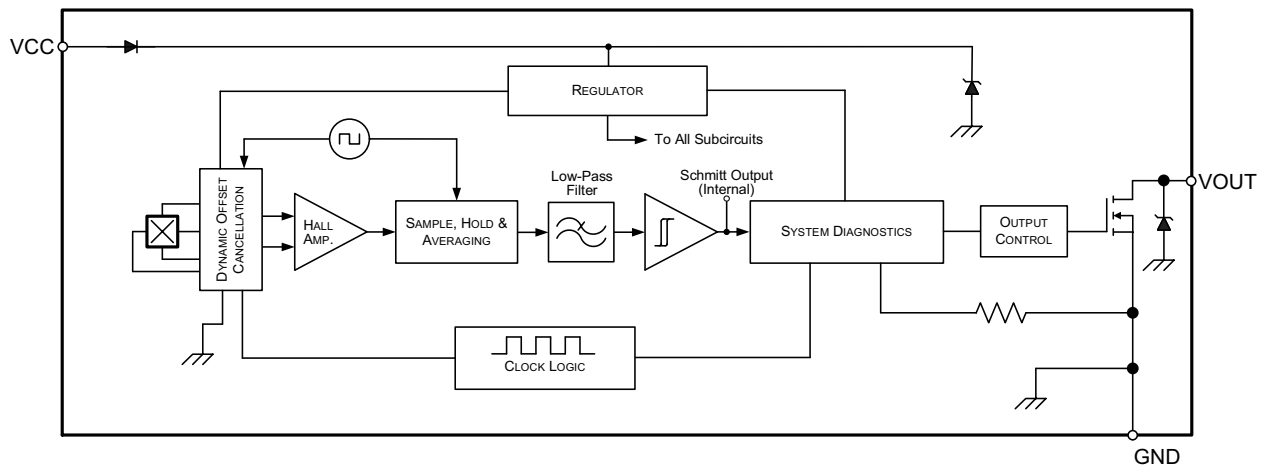 VCC
REGULATOR
To All Subcircuits
DYNAMIC OFFSET
CANCELLATION
HALL
AMP.
SAMPLE, HOLD &
AVERAGING
Low-Pass
Filter
Schmitt Output
(Internal)
SYSTEM DIAGNOSTICS
OUTPUT
CONTROL
VOUT
CLOCK LOGIC
GND